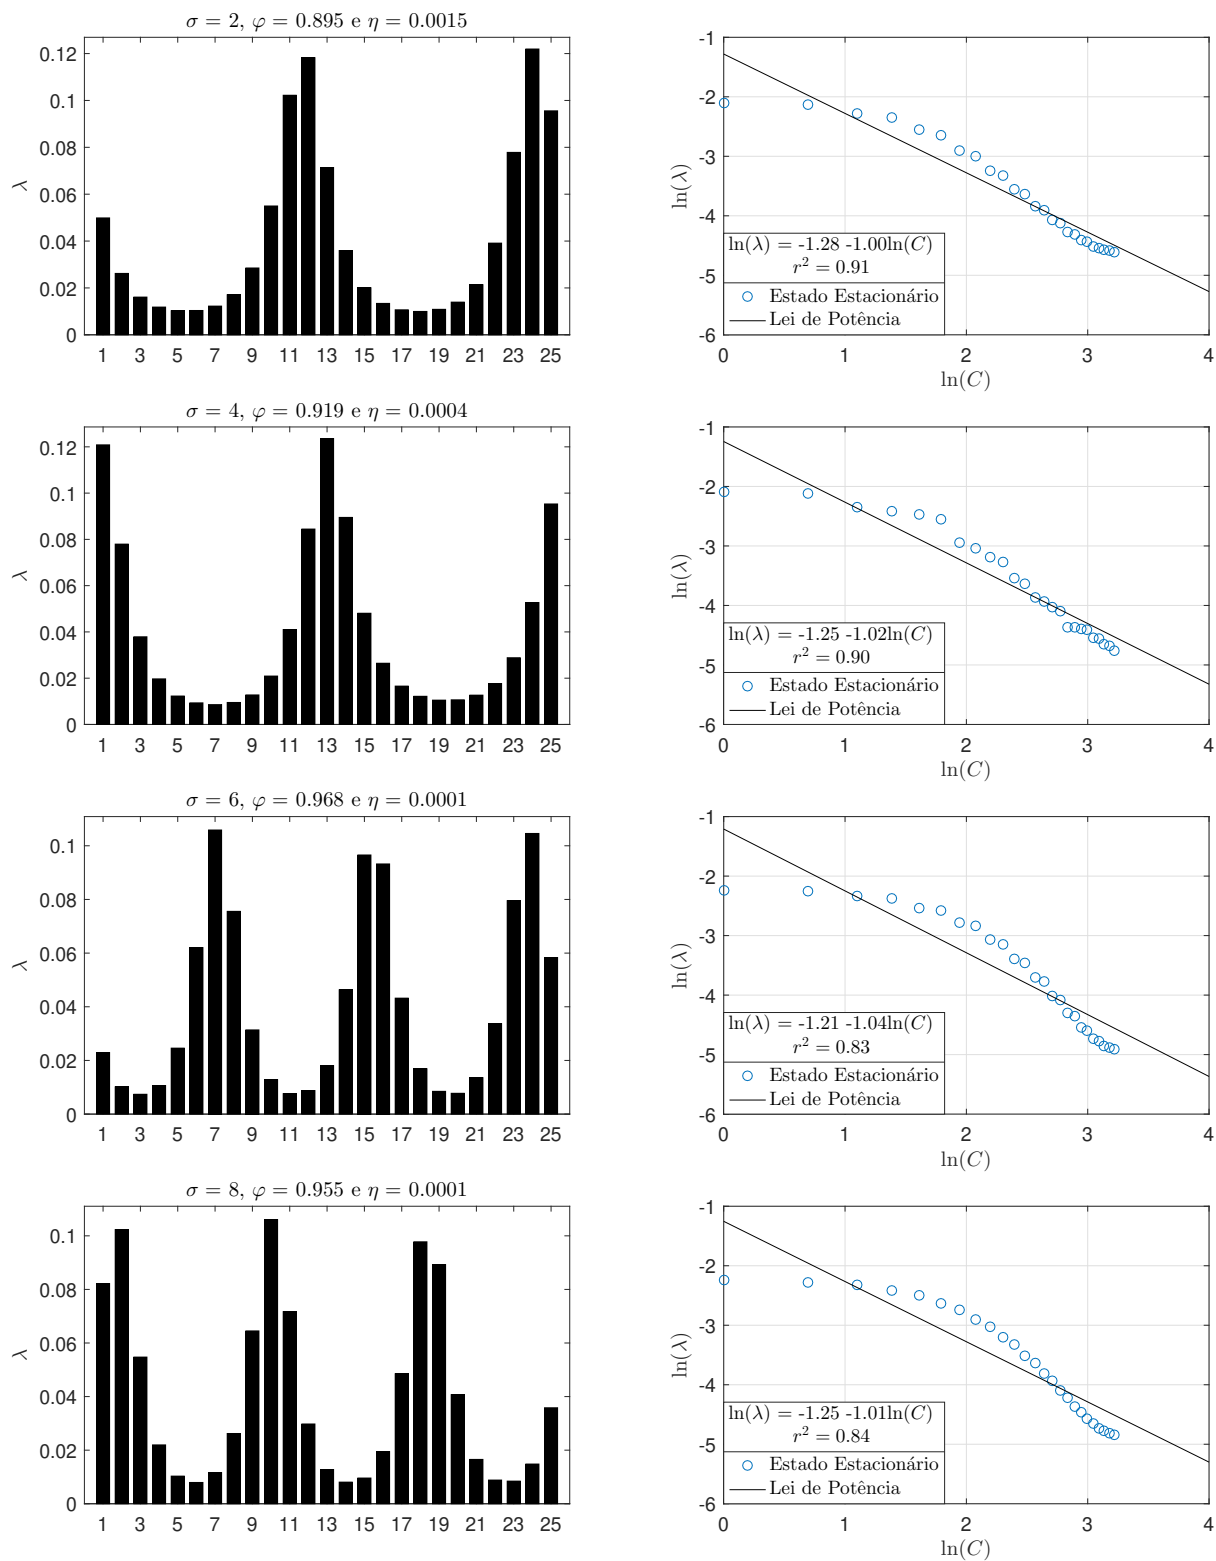 σ = 2, φ = 0.895 e η = 0.0015
0.12
0.1
0.08
0.06
0.04
0.02
0
λ
1 3 5 7 9 11 13 15 17 19 21 23 25
-1
-2
-3
-4
-5
-6
ln(λ)
ln(λ) = -1.28 -1.00ln(C)
r² = 0.91
Estado Estacionário
Lei de Potência
0 1 2 3 4
ln(C)
σ = 4, φ = 0.919 e η = 0.0004
0.12
0.1
0.08
0.06
0.04
0.02
0
λ
1 3 5 7 9 11 13 15 17 19 21 23 25
-1
-2
-3
-4
-5
-6
ln(λ)
ln(λ) = -1.25 -1.02ln(C)
r² = 0.90
Estado Estacionário
Lei de Potência
0 1 2 3 4
ln(C)
σ = 6, φ = 0.968 e η = 0.0001
0.1
0.08
0.06
0.04
0.02
0
λ
1 3 5 7 9 11 13 15 17 19 21 23 25
-1
-2
-3
-4
-5
-6
ln(λ)
ln(λ) = -1.21 -1.04ln(C)
r² = 0.83
Estado Estacionário
Lei de Potência
0 1 2 3 4
ln(C)
σ = 8, φ = 0.955 e η = 0.0001
0.1
0.08
0.06
0.04
0.02
0
λ
1 3 5 7 9 11 13 15 17 19 21 23 25
-1
-2
-3
-4
-5
-6
ln(λ)
ln(λ) = -1.25 -1.01ln(C)
r² = 0.84
Estado Estacionário
Lei de Potência
0 1 2 3 4
ln(C)